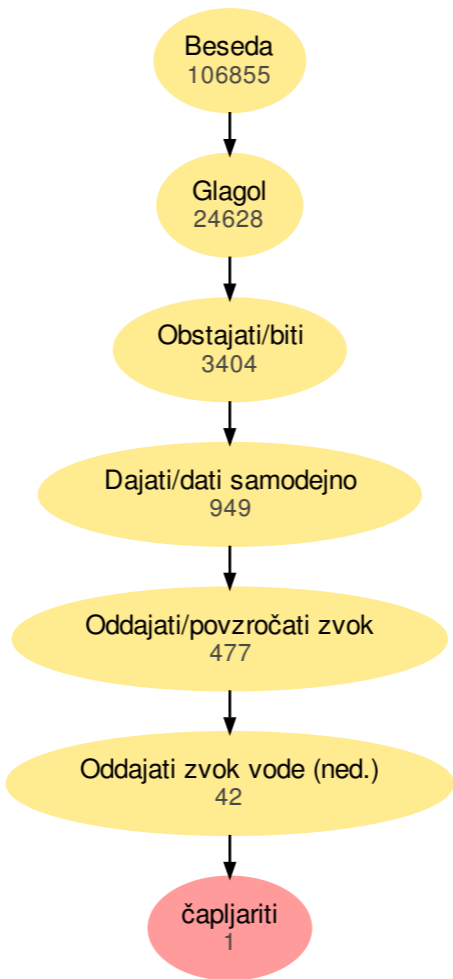 Beseda
106855
Glagol
24628
Obstajati/biti
3404
Dajati/dati samodejno
949
Oddajati/povzročati zvok
477
Oddajati zvok vode (ned.)
42
čapljariti
1